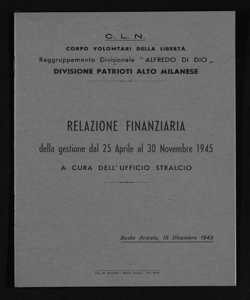 C. L. N.
CORPO VOLONTARI DELLA LIBERTÀ
Raggruppamento Divisionale "ALFREDO DI DIO"
DIVISIONE PATRIOTI ALTO MILANESE
RELAZIONE FINANZIARIA
della gestione dal 25 Aprile al 30 Novembre 1945
A CURA DELL'UFFICIO STRALCIO
Busto Arsizio, 15 Dicembre 1945